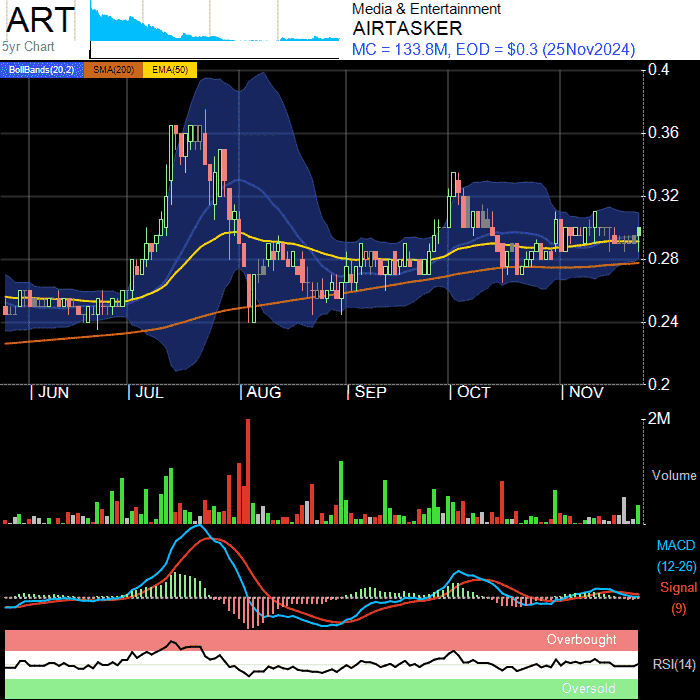 ART
5yr Chart
Media & Entertainment
AIRTASKER
MC = 133.8M, EOD = $0.3 (25Nov2024)
BollBands(20,2) SMA(200) EMA(50)
0.4
0.36
0.32
0.28
0.24
0.2
JUN JUL AUG SEP OCT NOV
2M
Volume
MACD
(12-26)
Signal
(9)
Overbought
RSI(14)
Oversold